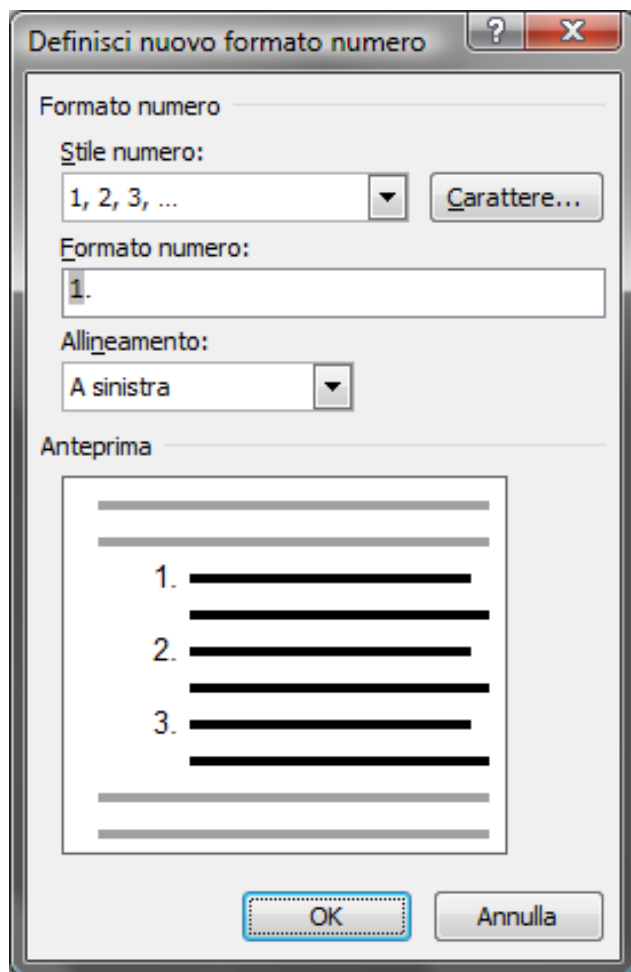 Definisci nuovo formato numero
Formato numero
Stile numero:
1, 2, 3, ...
Carattere...
Formato numero:
1.
Allineamento:
A sinistra
Anteprima
1.
2.
3.
OK Annulla